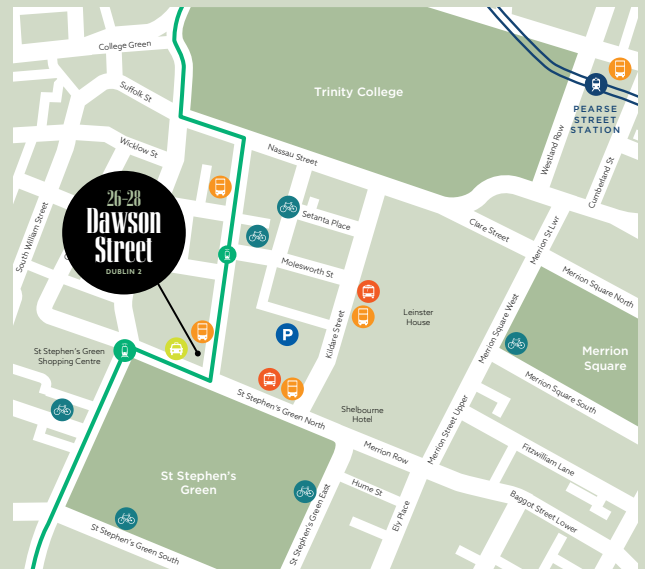 College Green
Suffolk St
Wicklow St
Trinity College
PEARSE
STREET
STATION
Nassau Street
Westland Row
Cumberland St
South William Street
26-28
Dawson
Street
DUBLIN 2
Setanta Place
Clare Street
Merrion St Lwr
Molesworth St
Merrion Square North
Leinster
House
Kildare Street
P
Merrion Square West
Merrion
Square
St Stephen's Green
Shopping Centre
Merrion Square South
St Stephen's Green North
Shelbourne
Hotel
Merrion Row
Merrion Street Upper
Fitzwilliam Lane
St Stephen's
Green
Hume St
Ely Place
Baggot Street Lower
St Stephen's Green East
St Stephen's Green South